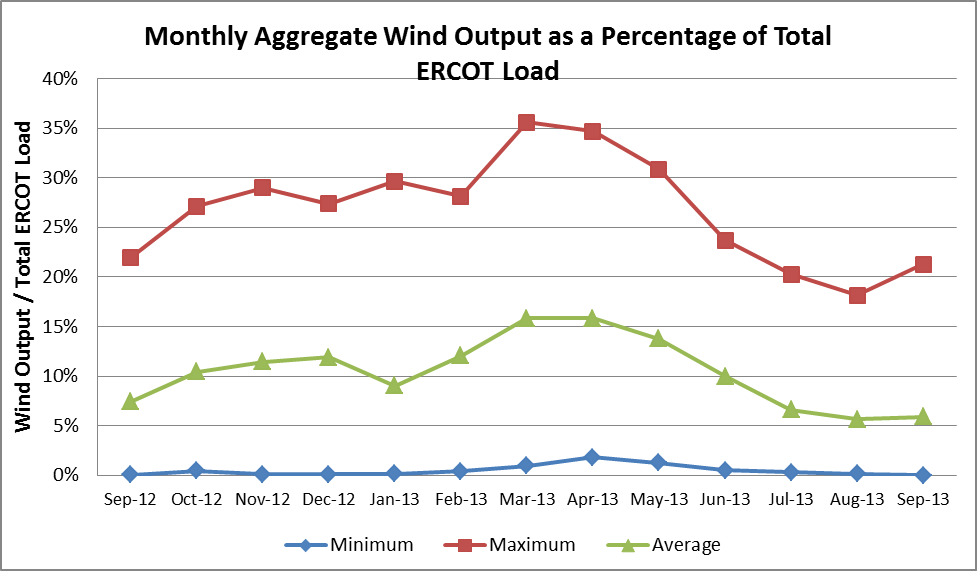 Monthly Aggregate Wind Output as a Percentage of Total
ERCOT Load
Wind Output / Total ERCOT Load
40%
35%
30%
25%
20%
15%
10%
5%
0%
Sep-12 Oct-12 Nov-12 Dec-12 Jan-13 Feb-13 Mar-13 Apr-13 May-13 Jun-13 Jul-13 Aug-13 Sep-13
Minimum Maximum Average